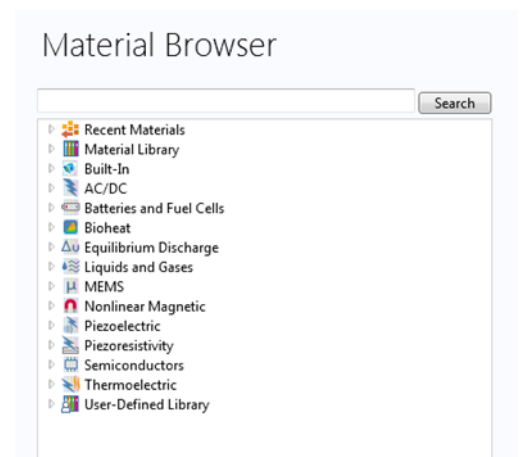 Material Browser
Search
Recent Materials
Material Library
Built-In
AC/DC
Batteries and Fuel Cells
Bioheat
Equilibrium Discharge
Liquids and Gases
MEMS
Nonlinear Magnetic
Piezoelectric
Piezoresistivity
Semiconductors
Thermoelectric
User-Defined Library